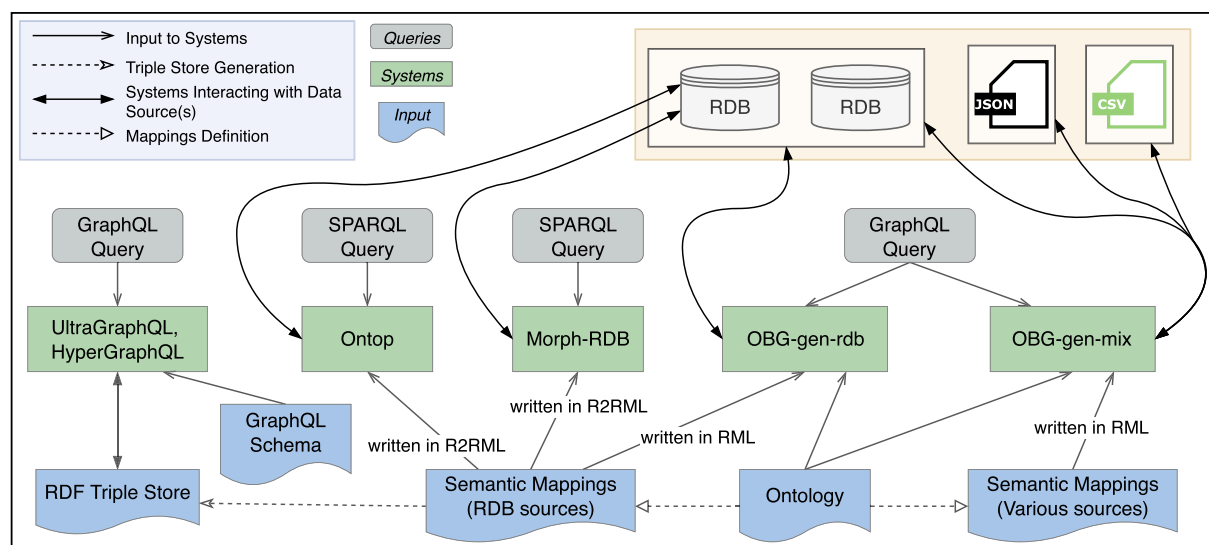 Input to Systems
Triple Store Generation
Systems Interacting with Data
Source(s)
Mappings Definition
Queries
Systems
Input
RDB
RDB
JSON
CSV
GraphQL
Query
SPARQL
Query
SPARQL
Query
GraphQL
Query
UltraGraphQL,
HyperGraphQL
Ontop
Morph-RDB
OBG-gen-rdb
OBG-gen-mix
GraphQL
Schema
written in R2RML
written in R2RML
written in RML
written in RML
RDF Triple Store
Semantic Mappings
(RDB sources)
Ontology
Semantic Mappings
(Various sources)